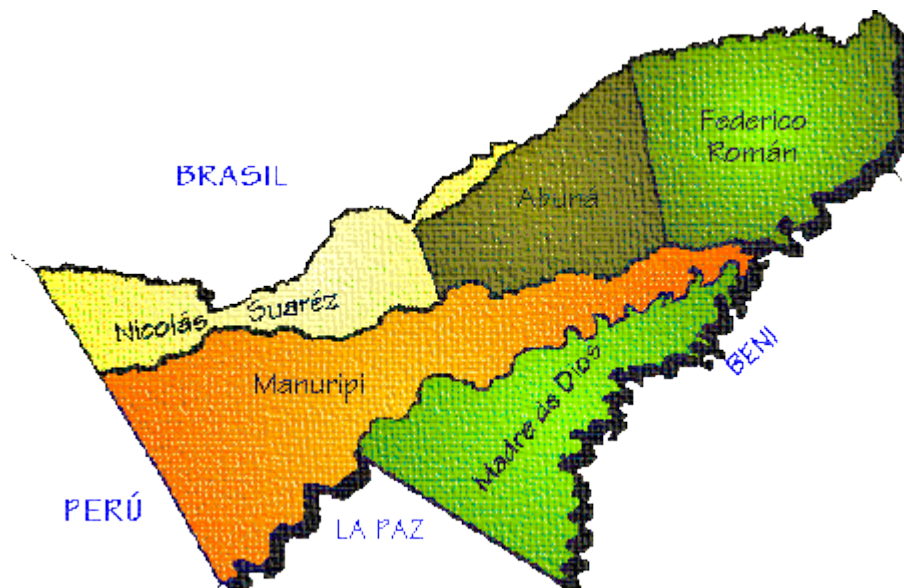 Federico
Román
BRASIL
Abuná
Nicolás Suaréz
Manuripi
Madre de Dios
BENI
PERÚ
LA PAZ